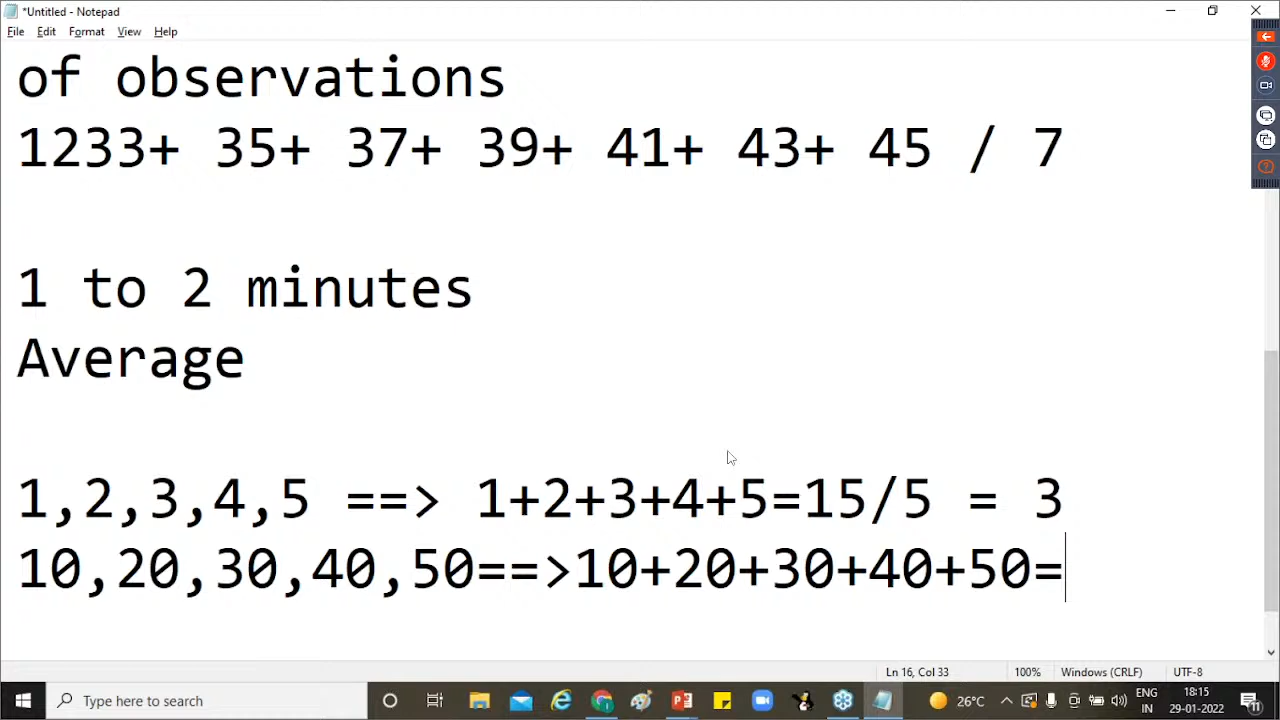 *Untitled - Notepad
File Edit Format View Help
of observations
1233+ 35+ 37+ 39+ 41+ 43+ 45 / 7
1 to 2 minutes
Average
1,2,3,4,5 ==> 1+2+3+4+5=15/5 = 3
10,20,30,40,50==>10+20+30+40+50=
Ln 16, Col 33 100% Windows (CRLF) UTF-8
Type here to search 26°C ENG IN 18:15 29-01-2022 11